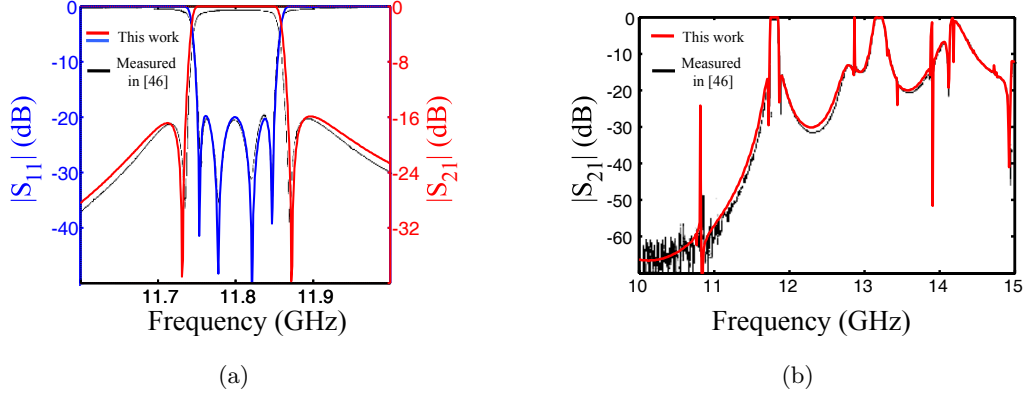 0
-10
-20
-30
-40
|S11| (dB)
This work
Measured
in [46]
0
-8
-16
-24
-32
|S21| (dB)
11.7
11.8
11.9
Frequency (GHz)
(a)
0
-10
-20
-30
-40
-50
-60
|S21| (dB)
This work
Measured
in [46]
10
11
12
13
14
15
Frequency (GHz)
(b)